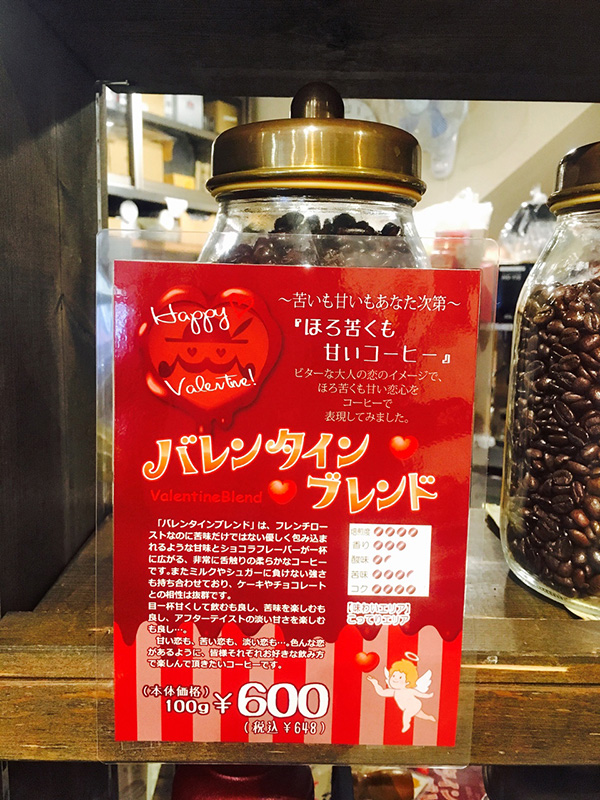 Happy
Valentine!
〜苦いも甘いもあなた次第〜
『ほろ苦くも
甘いコーヒー』
ビターな大人の恋のイメージで、
ほろ苦くも甘い恋心を
コーヒーで
表現してみました。
バレンタイン
ValentineBlend
ブレンド
「バレンタインブレンド」は、フレンチロー
ストなのに苦味だけではない優しく包み込ま
れるような甘味とショコラフレーバーが一杯
に広がる、非常に舌触りの柔らかなコーヒー
です。またミルクやシュガーに負けない強さ
も持ち合わせており、ケーキやチョコレート
との相性は抜群です。
目一杯甘くして飲むも良し、苦味を楽しむも
良し、アフターテイストの淡い甘さを楽しむ
も良し…。
甘い恋も、苦い恋も、淡い恋も…。色んな恋
があるように、皆様それぞれお好きな飲み方
で楽しんで頂きたいコーヒーです。
焙煎度
香り
酸味
苦味
コク
【味わいエリア】
こってりエリア
(本体価格)
100g ¥600
(税込 ¥648)